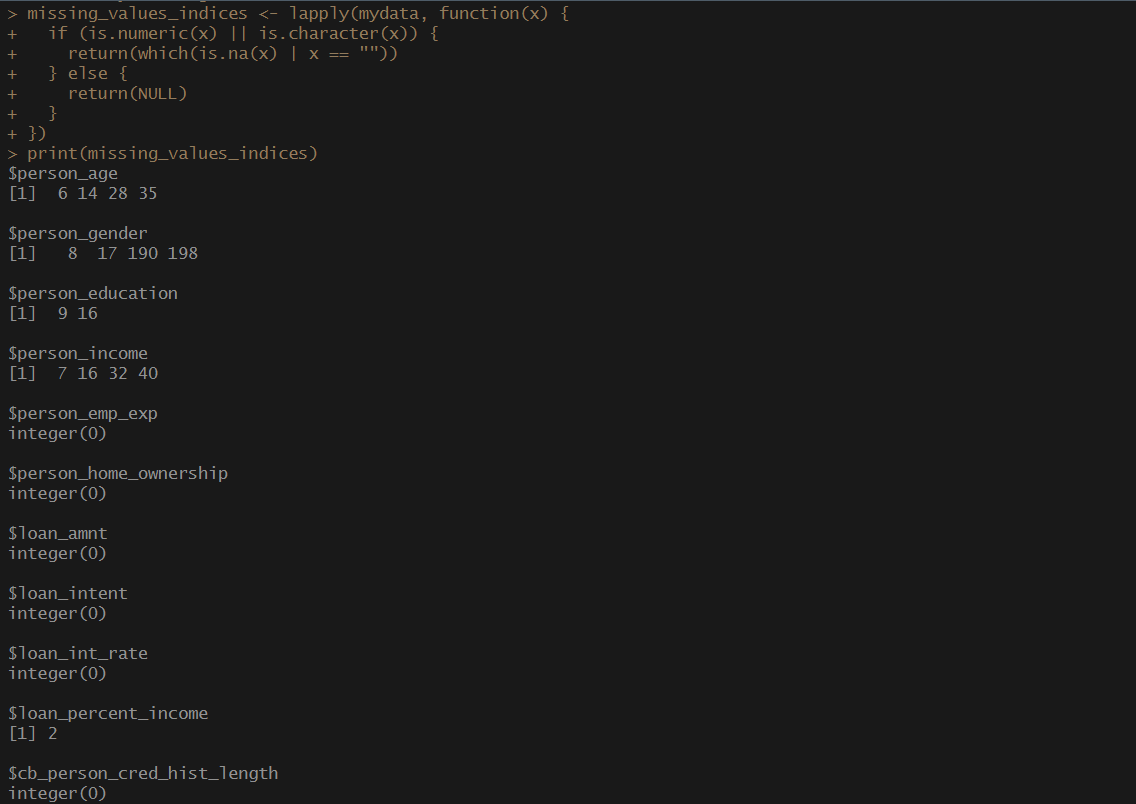 > missing_values_indices <- lapply(mydata, function(x) {
+   if (is.numeric(x) || is.character(x)) {
+     return(which(is.na(x) | x == ""))
+   } else {
+     return(NULL)
+   }
+ })
> print(missing_values_indices)
$person_age
[1]  6 14 28 35

$person_gender
[1]   8  17 190 198

$person_education
[1]  9 16

$person_income
[1]  7 16 32 40

$person_emp_exp
integer(0)

$person_home_ownership
integer(0)

$loan_amnt
integer(0)

$loan_intent
integer(0)

$loan_int_rate
integer(0)

$loan_percent_income
[1] 2

$cb_person_cred_hist_length
integer(0)